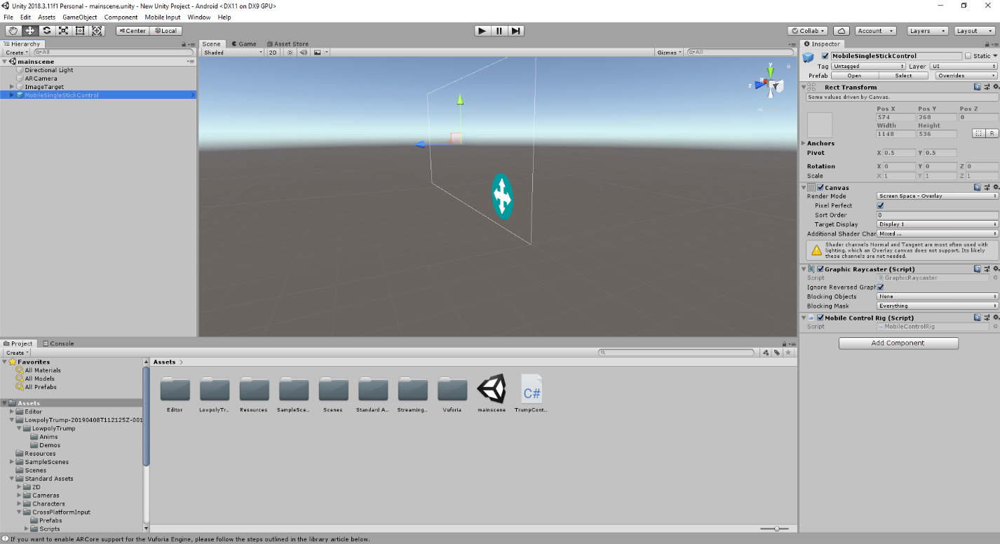 Unity 2018.3.11f1 Personal - mainscene.unity - New Unity Project - Android <DX11 on DX9 GPU>
File Edit Assets GameObject Component Mobile Input Window Help
Center Local Collab Account Layers Layout
Hierarchy
Create All
mainscene
Directional Light
ARCamera
ImageTarget
MobileSingleStickControl
Scene Game Asset Store
Shaded 2D Gizmos All
y
x
z
Inspector
MobileSingleStickControl Static
Tag Untagged Layer UI
Prefab Open Select Overrides
Rect Transform
Some values driven by Canvas.
Pos X Pos Y Pos Z
574 268 0
Width Height
1148 536
R
Anchors
Pivot X 0.5 Y 0.5
Rotation X 0 Y 0 Z 0
Scale X 1 Y 1 Z 1
Canvas
Render Mode Screen Space - Overlay
Pixel Perfect
Sort Order 0
Target Display Display 1
Additional Shader Char Mixed ...
Shader channels Normal and Tangent are most often used with
lighting, which an Overlay canvas does not support. Its likely
these channels are not needed.
Graphic Raycaster (Script)
Script GraphicRaycaster
Ignore Reversed Graph
Blocking Objects None
Blocking Mask Everything
Mobile Control Rig (Script)
Script MobileControlRig
Add Component
Project Console
Create
Favorites
All Materials
All Models
All Prefabs
Assets
Editor
LowpolyTrump-20190408T112125Z-001
LowpolyTrump
Anims
Demos
Resources
SampleScenes
Scenes
Standard Assets
2D
Cameras
Characters
CrossPlatformInput
Prefabs
Scripts
Assets
Editor LowpolyTr... Resources SampleSce... Scenes Standard A... Streaming... Vuforia mainscene C# TrumpCont...
If you want to enable ARCore support for the Vuforia Engine, please follow the steps outlined in the library article below.